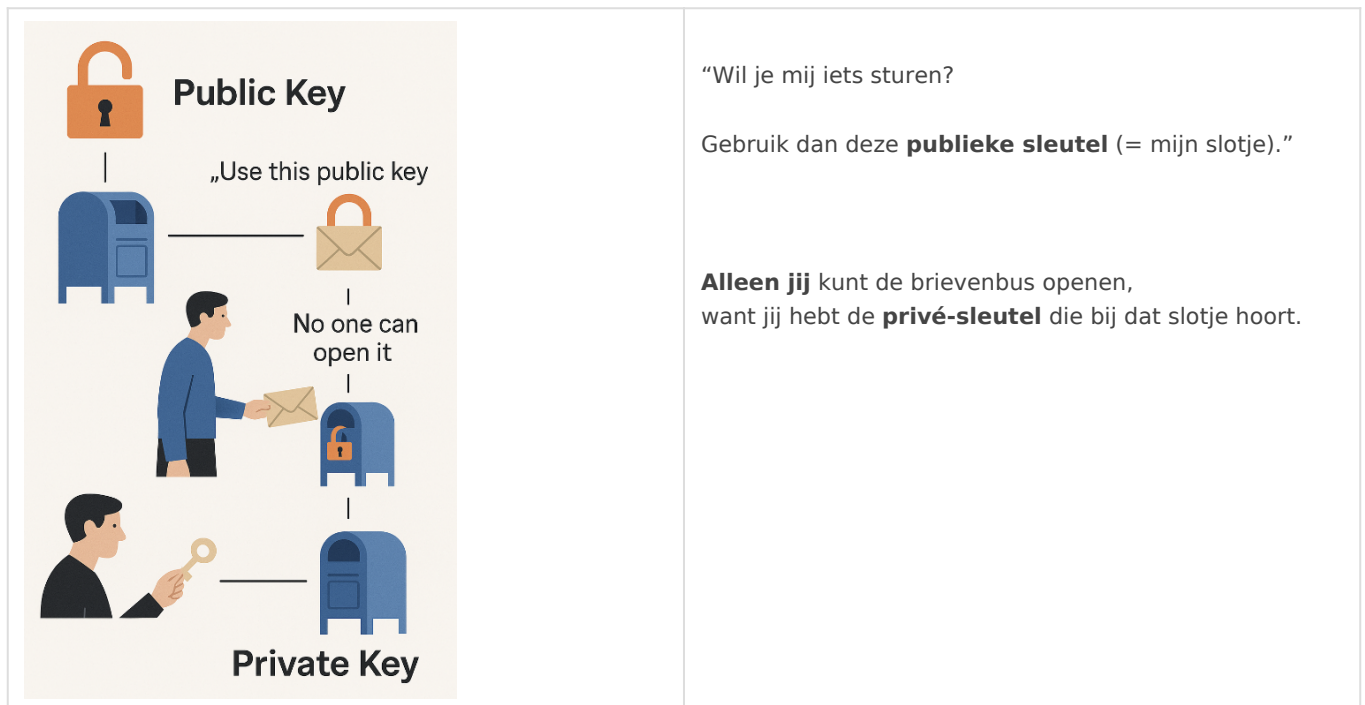 Public Key
„Use this public key
No one can
open it
Private Key
“Wil je mij iets sturen?
Gebruik dan deze publieke sleutel (= mijn slotje).”
Alleen jij kunt de brievenbus openen,
want jij hebt de privé-sleutel die bij dat slotje hoort.